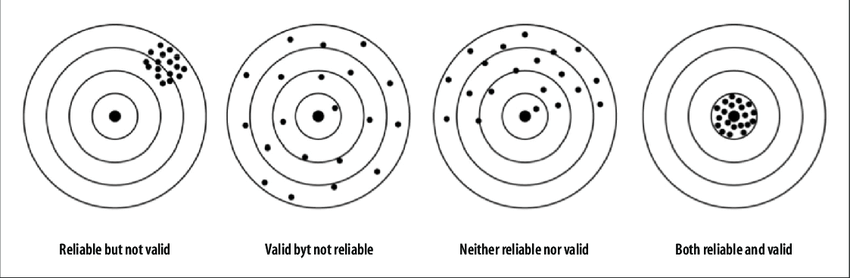 Reliable but not valid
Valid byt not reliable
Neither reliable nor valid
Both reliable and valid